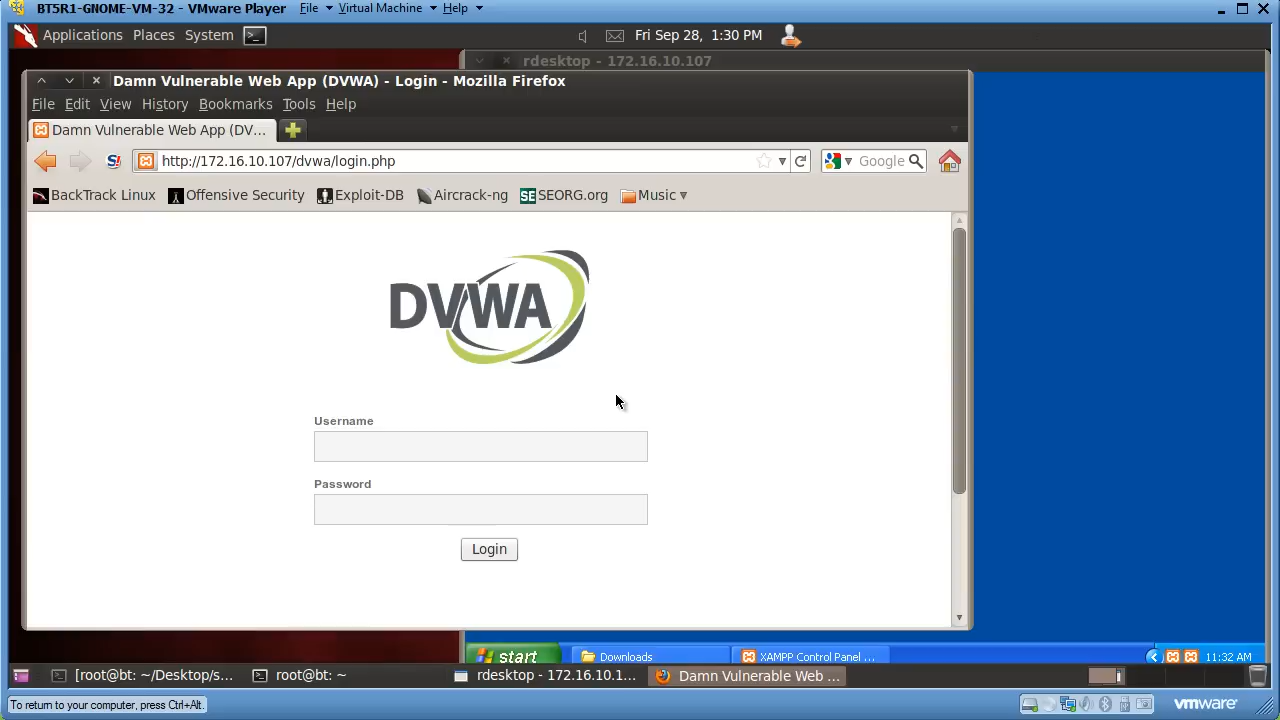 BT5R1-GNOME-VM-32 - VMware Player File Virtual Machine Help
Applications Places System Fri Sep 28, 1:30 PM
rdesktop - 172.16.10.107
Damn Vulnerable Web App (DVWA) - Login - Mozilla Firefox
File Edit View History Bookmarks Tools Help
Damn Vulnerable Web App (DV...
http://172.16.10.107/dvwa/login.php Google
BackTrack Linux Offensive Security Exploit-DB Aircrack-ng SE SEORG.org Music
DVWA
Username
Password
Login
start Downloads XAMPP Control Panel ... 11:32 AM
[root@bt: ~/Desktop/s... root@bt: ~ rdesktop - 172.16.10.1... Damn Vulnerable Web ...
To return to your computer, press Ctrl+Alt. vmware